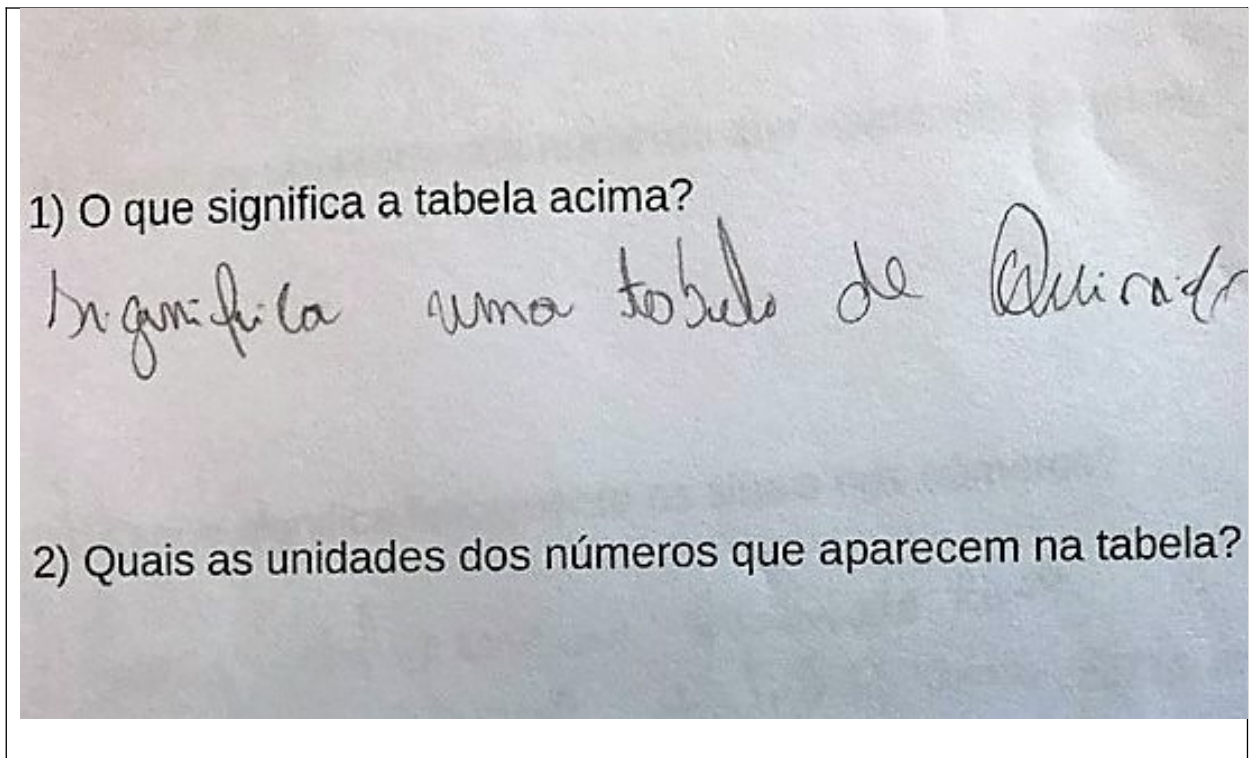 1) O que significa a tabela acima?
significa uma tabela de
2) Quais as unidades dos números que aparecem na tabela?